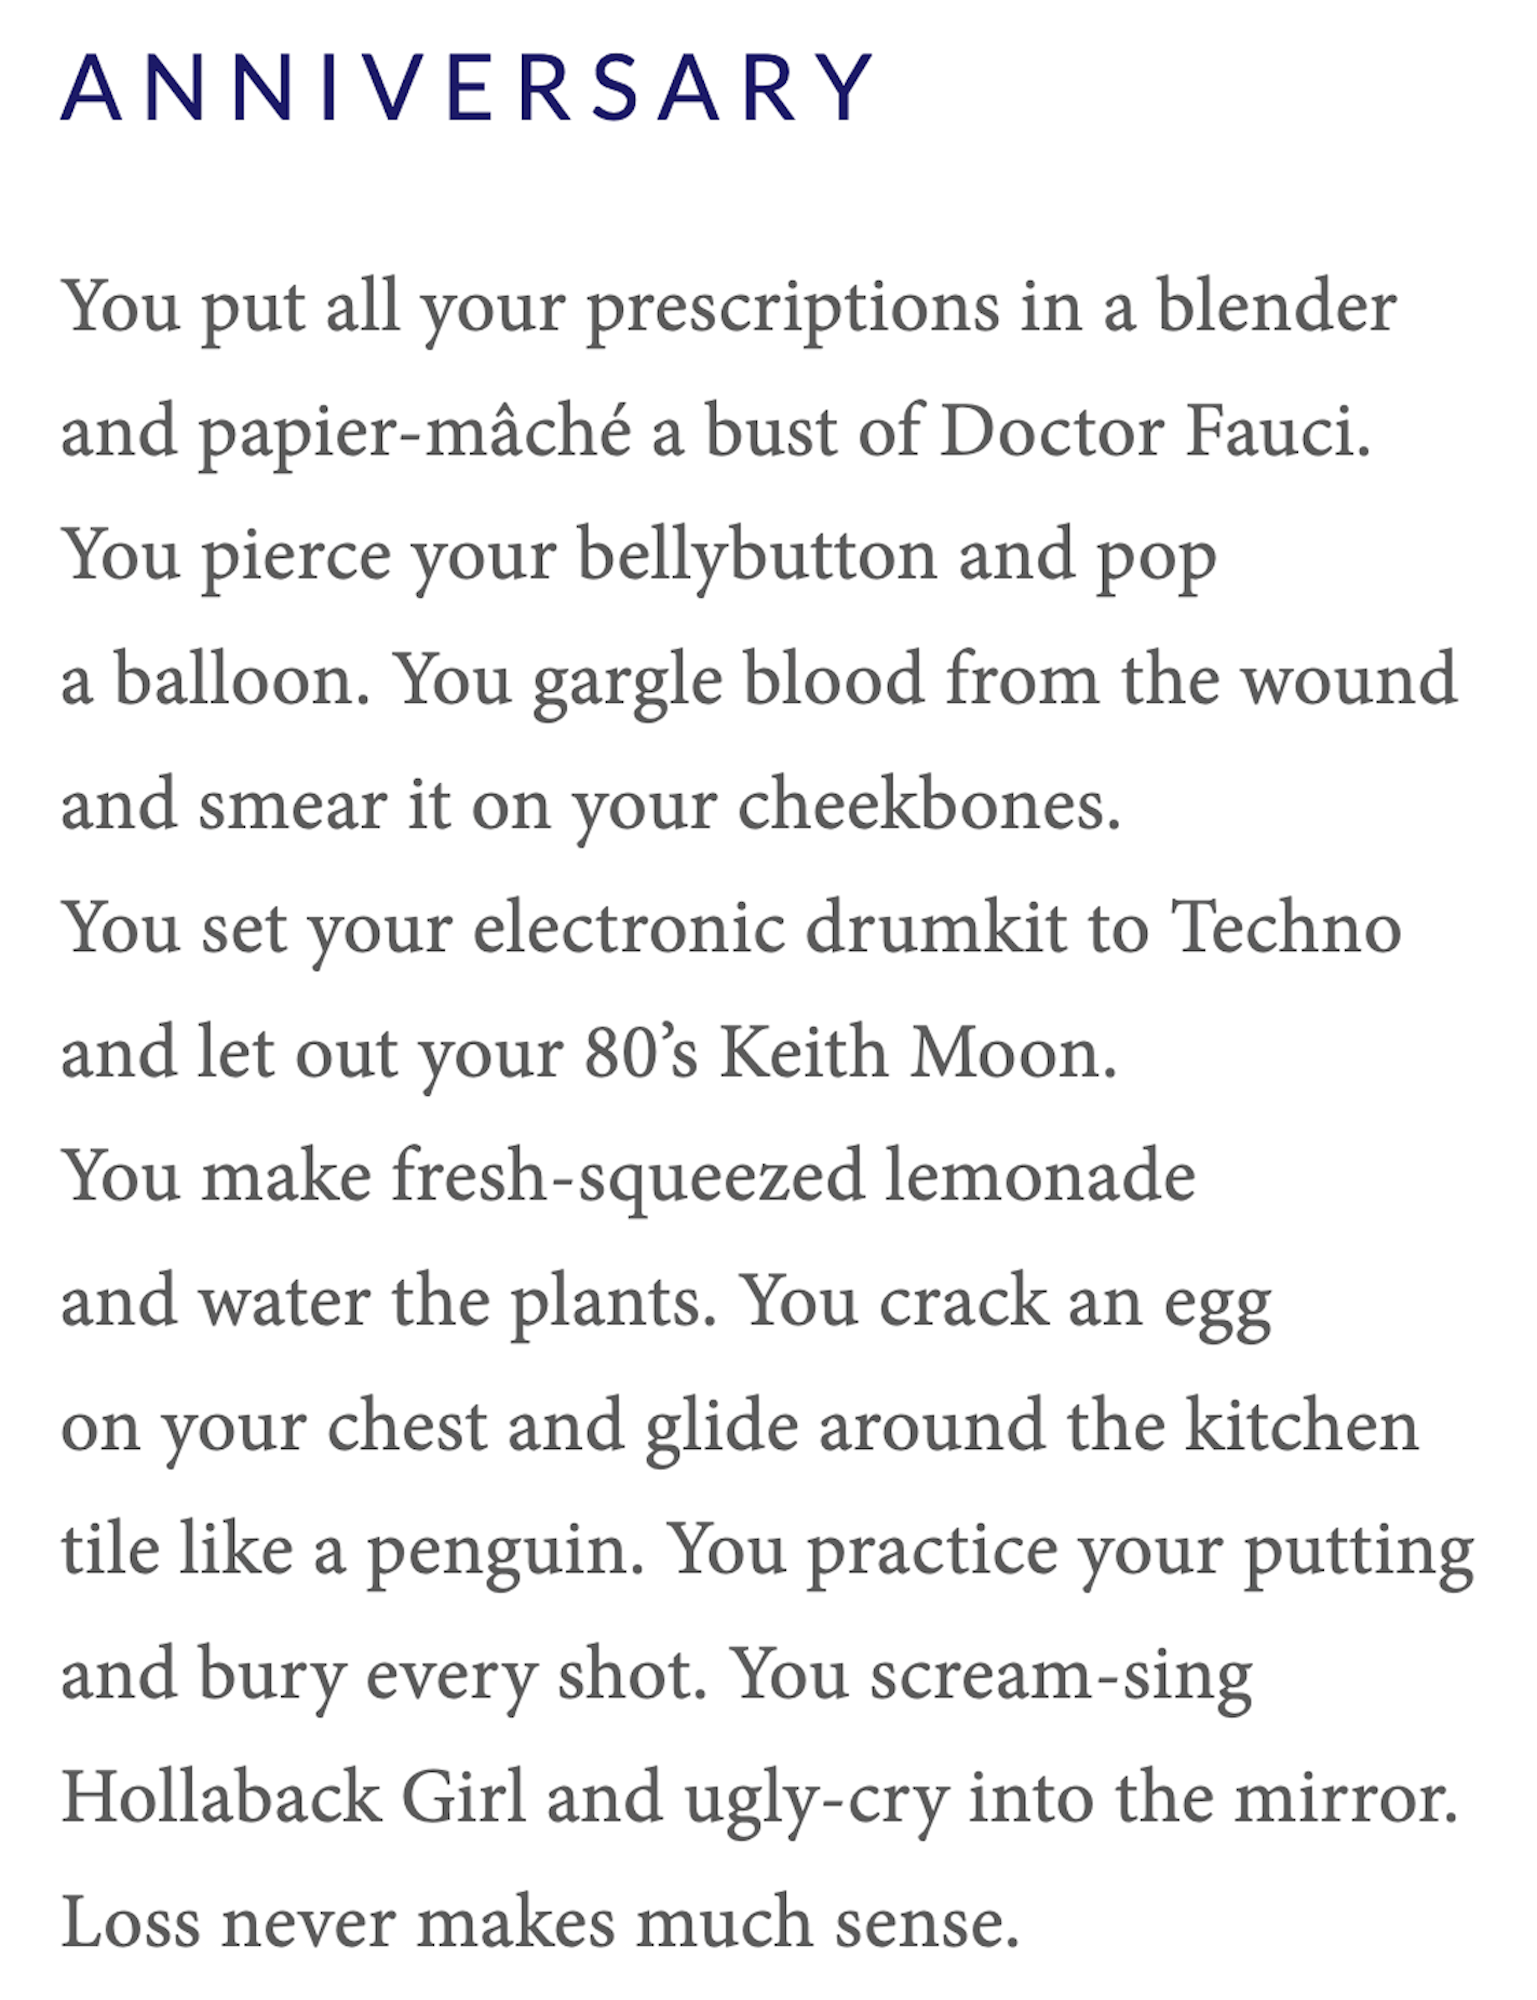 ANNIVERSARY
You put all your prescriptions in a blender
and papier-mâché a bust of Doctor Fauci.
You pierce your bellybutton and pop
a balloon. You gargle blood from the wound
and smear it on your cheekbones.
You set your electronic drumkit to Techno
and let out your 80’s Keith Moon.
You make fresh-squeezed lemonade
and water the plants. You crack an egg
on your chest and glide around the kitchen
tile like a penguin. You practice your putting
and bury every shot. You scream-sing
Hollaback Girl and ugly-cry into the mirror.
Loss never makes much sense.